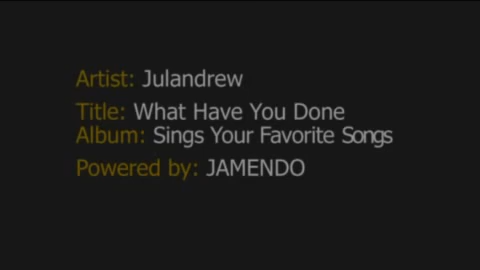 Artist: Julandrew
Title: What Have You Done
Album: Sings Your Favorite Songs
Powered by: JAMENDO